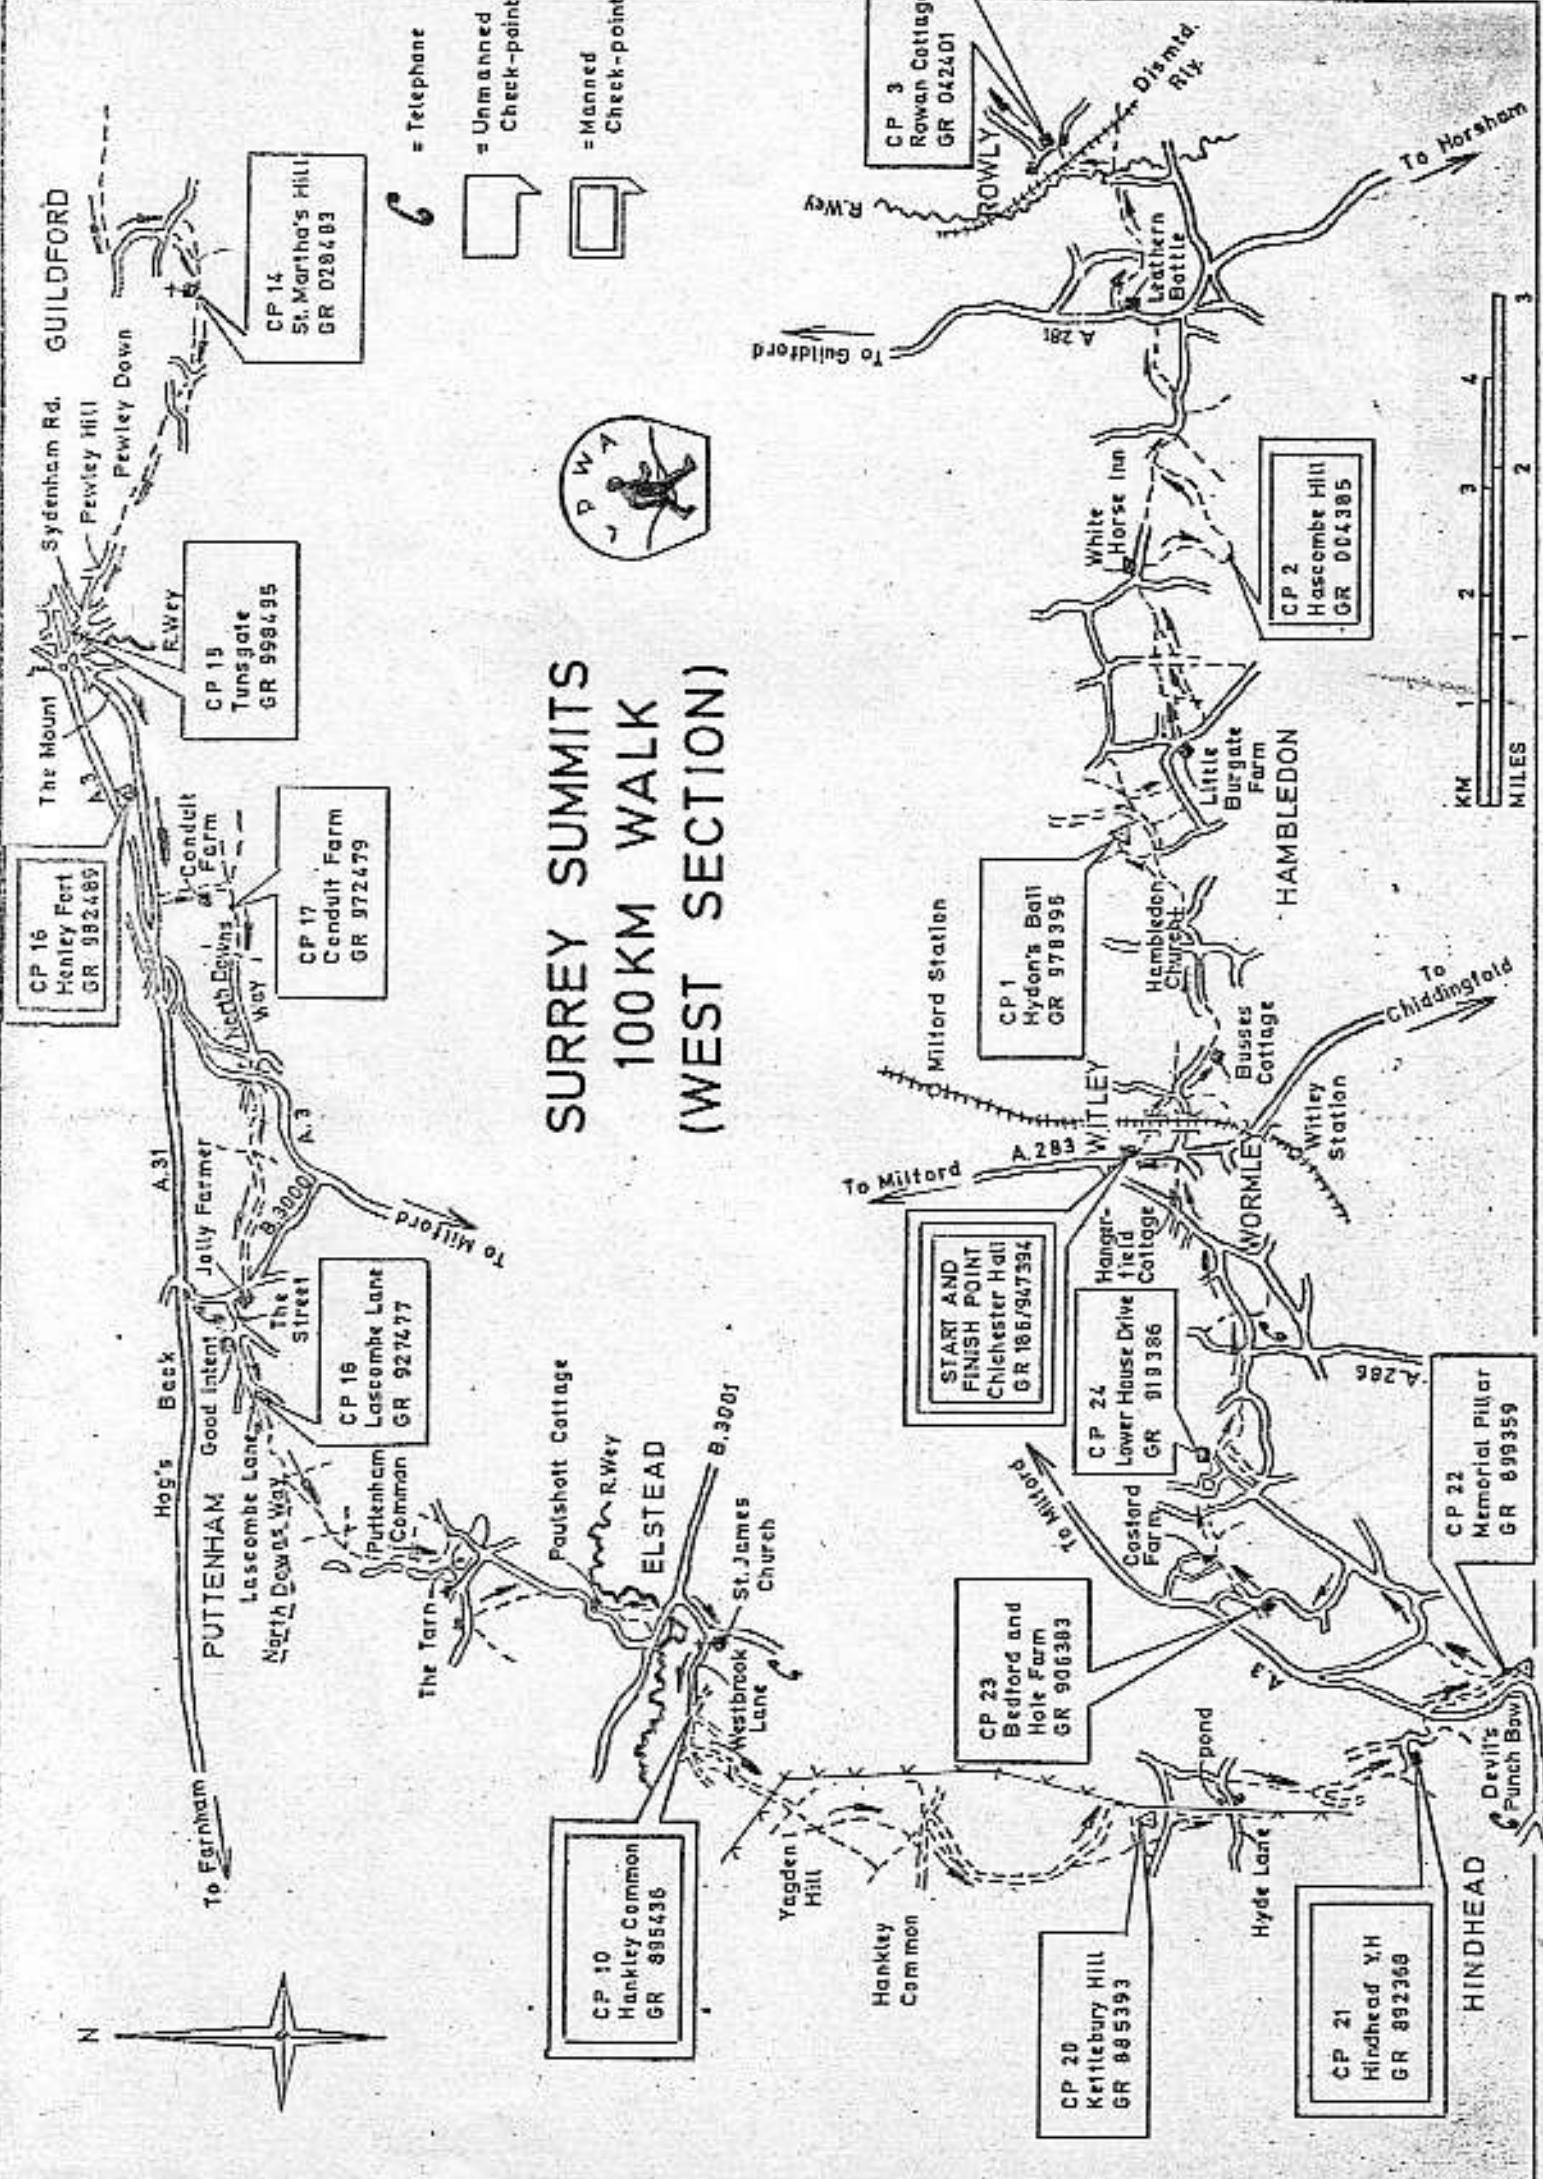 N
To Farnham
Hog's Back
A.31
PUTTENHAM
Good Intent
Jolly Farmer
The Street
B.3000
A.3
To Milford
Lascombe Lane
North Downs Way
CP 16
Henley Fort
GR 982489
The Mount
A.3
Sydenham Rd.
GUILDFORD
Pewley Hill
Pewley Down
R.Wey
Conduit
Farm
North Downs
Way
CP 18
Lascombe Lane
GR 927477
CP 17
Conduit Farm
GR 972479
CP 15
Tunsgate
GR 998495
CP 14
St. Martha's Hill
GR 028483
= Telephone
= Unmanned
Check-point
= Manned
Check-point
Puttenham
Common
The Tarn
Paulshott Cottage
R.Wey
ELSTEAD
B.3001
St. James
Church
Westbrook
Lane
CP 10
Hankley Common
GR 895436
SURREY SUMMITS
100KM WALK
(WEST SECTION)
L D W A
Yagden
Hill
Hankley
Common
CP 20
Kettlebury Hill
GR 885393
Hyde Lane
pond
CP 21
Hindhead Y.H
GR 892368
HINDHEAD
Devil's
Punch Bowl
CP 22
Memorial Pillar
GR 899359
CP 23
Bedford and
Hole Farm
GR 906383
A.3
To Milford
Cosford
Farm
CP 24
Lower House Drive
GR 919386
A.286
START AND
FINISH POINT
Chichester Hall
GR 186/947394
Hanger-
field
Cottage
To Milford
A.283
WITLEY
WORMLEY
Witley
Station
Milford Station
Busses
Cottage
To
Chiddingfold
CP 1
Hydon's Ball
GR 978396
Hambledon
Church
HAMBLEDON
Little
Burgate
Farm
White
Horse Inn
CP 2
Hascombe Hill
GR 004385
To Guildford
A 281
Leathern
Bottle
To Horsham
R.Wey
ROWLY
Dismtd.
Rly.
CP 3
Rowan Cottag
GR 042401
KM 1 2 3 4
MILES 1 2 3